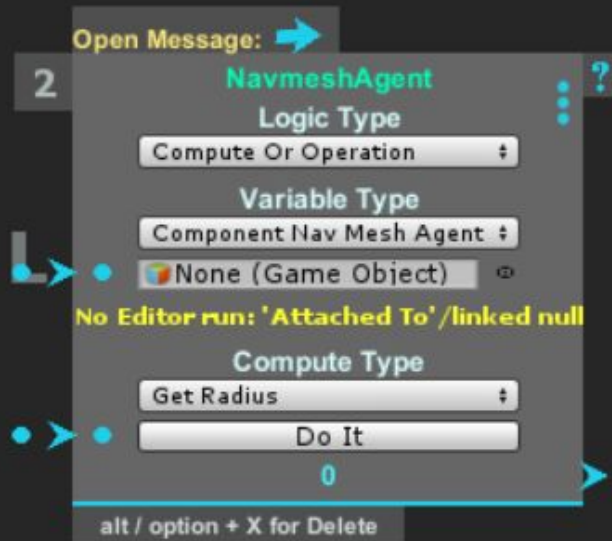 Open Message:
2
NavmeshAgent
?
Logic Type
Compute Or Operation
Variable Type
Component Nav Mesh Agent
L
None (Game Object)
No Editor run: 'Attached To'/linked null
Compute Type
Get Radius
Do It
0
alt / option + X for Delete